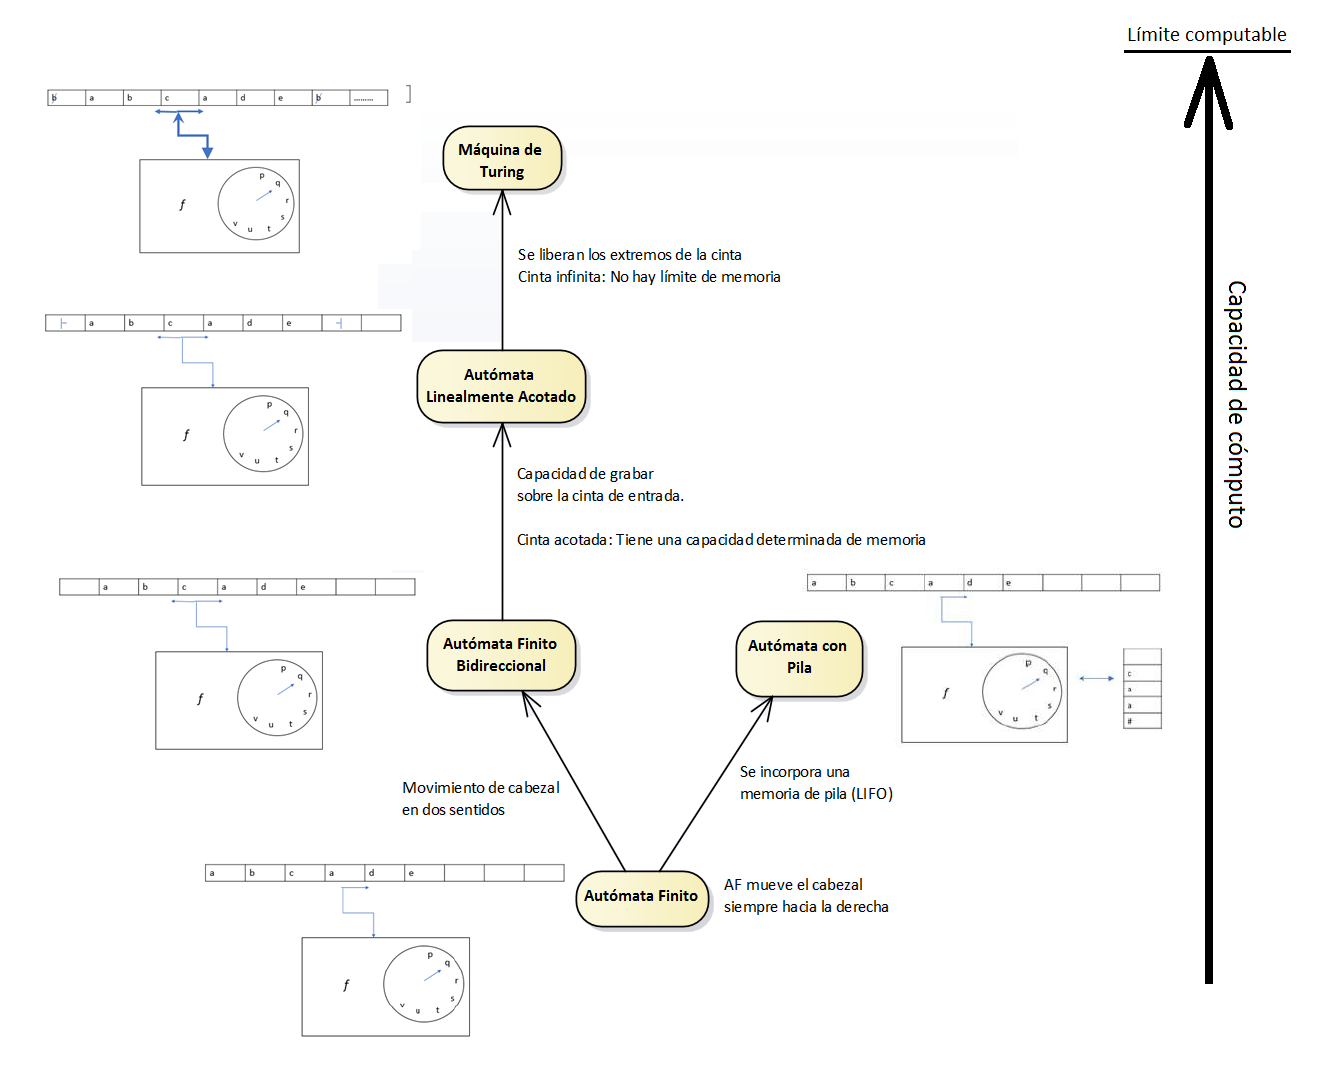 Límite computable
ƀ a b c a d e ƀ .........
Máquina de
Turing
f
p q r s t u v
Se liberan los extremos de la cinta
Cinta infinita: No hay límite de memoria
Capacidad de cómputo
⊢ a b c a d e ⊣
Autómata
Linealmente Acotado
f
p q r s t u v
Capacidad de grabar
sobre la cinta de entrada.
Cinta acotada: Tiene una capacidad determinada de memoria
a b c a d e
a b c a d e
Autómata Finito
Bidireccional
f
p q r s t u v
Autómata con
Pila
f
p q r s t u v
c
a
a
#
Movimiento de cabezal
en dos sentidos
Se incorpora una
memoria de pila (LIFO)
a b c a d e
Autómata Finito
AF mueve el cabezal
siempre hacia la derecha
f
p q r s t u v